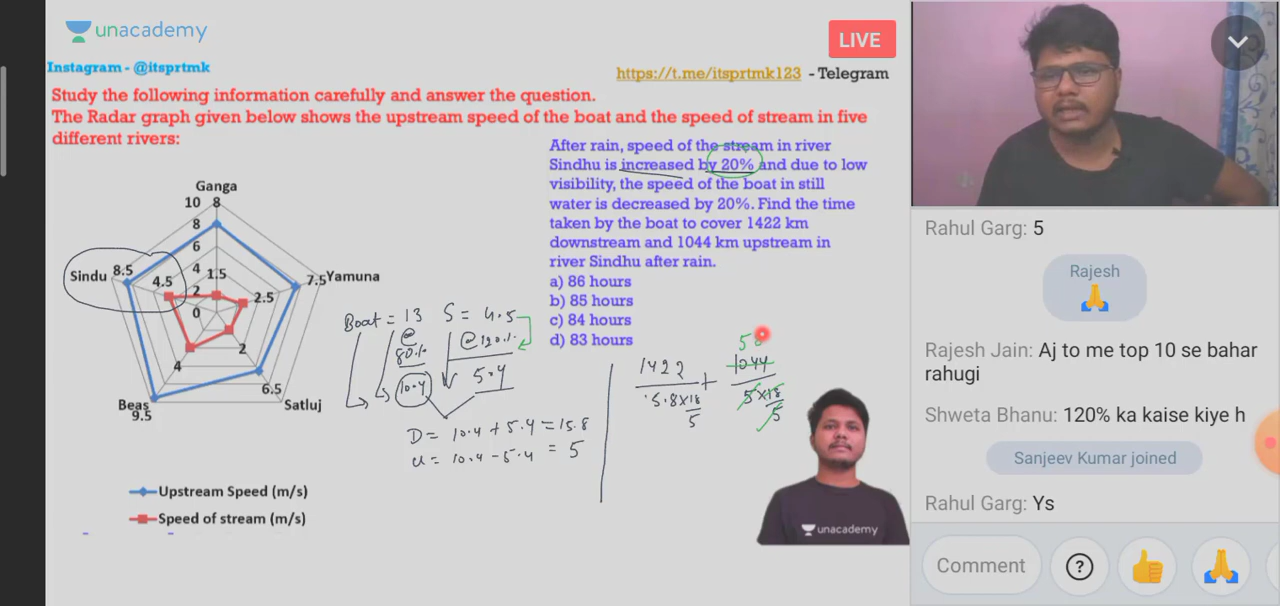 unacademy
LIVE
Instagram - @itsprtmk
https://t.me/itsprtmk123 - Telegram
Study the following information carefully and answer the question.
The Radar graph given below shows the upstream speed of the boat and the speed of stream in five
different rivers:
After rain, speed of the stream in river
Sindhu is increased by 20% and due to low
visibility, the speed of the boat in still
water is decreased by 20%. Find the time
taken by the boat to cover 1422 km
downstream and 1044 km upstream in
river Sindhu after rain.
a) 86 hours
b) 85 hours
c) 84 hours
d) 83 hours
Ganga
10 8
8
6
4 1.5
2
0
Sindu 8.5
4.5
7.5 Yamuna
2.5
2
6.5
Satluj
4
Beas
9.5
Upstream Speed (m/s)
Speed of stream (m/s)
Boat = 13 S = 4.5
@ 80%
@ 120%
10.4
5.4
D = 10.4 + 5.4 = 15.8
u = 10.4 - 5.4 = 5
1422 + 1044
15.8 × 18 5 × 18
5 5
58
unacademy
Rahul Garg: 5
Rajesh
🙏
Rajesh Jain: Aj to me top 10 se bahar
rahugi
Shweta Bhanu: 120% ka kaise kiye h
Sanjeev Kumar joined
Rahul Garg: Ys
Comment
?